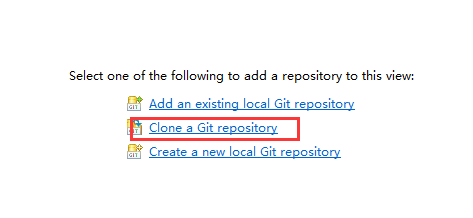 Select one of the following to add a repository to this view:
Add an existing local Git repository
Clone a Git repository
Create a new local Git repository